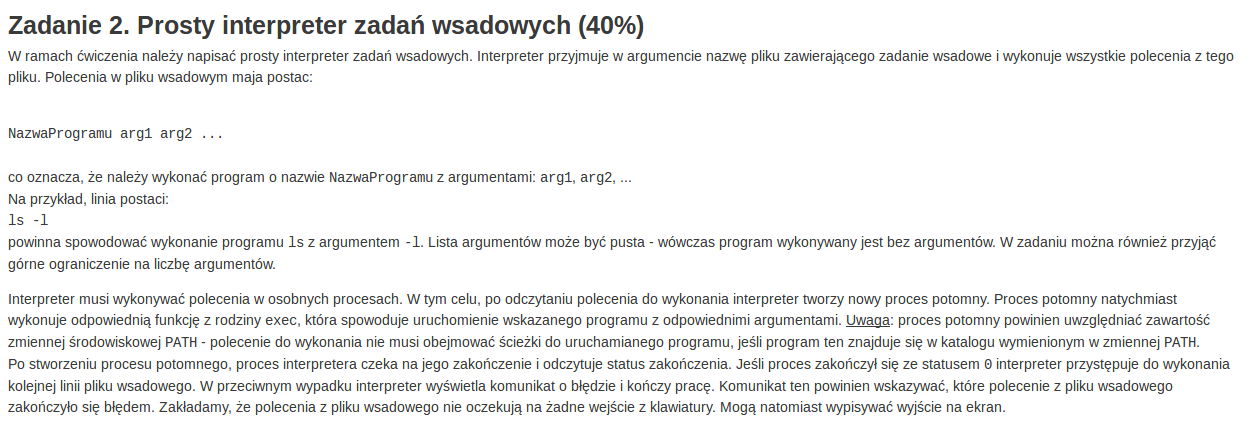 Zadanie 2. Prosty interpreter zadań wsadowych (40%)
W ramach ćwiczenia należy napisać prosty interpreter zadań wsadowych. Interpreter przyjmuje w argumencie nazwę pliku zawierającego zadanie wsadowe i wykonuje wszystkie polecenia z tego
pliku. Polecenia w pliku wsadowym maja postac:
NazwaProgramu arg1 arg2 ...
co oznacza, że należy wykonać program o nazwie NazwaProgramu z argumentami: arg1, arg2, ...
Na przykład, linia postaci:
ls -l
powinna spowodować wykonanie programu ls z argumentem -l. Lista argumentów może być pusta - wówczas program wykonywany jest bez argumentów. W zadaniu można również przyjąć
górne ograniczenie na liczbę argumentów.
Interpreter musi wykonywać polecenia w osobnych procesach. W tym celu, po odczytaniu polecenia do wykonania interpreter tworzy nowy proces potomny. Proces potomny natychmiast
wykonuje odpowiednią funkcję z rodziny exec, która spowoduje uruchomienie wskazanego programu z odpowiednimi argumentami. Uwaga: proces potomny powinien uwzględniać zawartość
zmiennej środowiskowej PATH - polecenie do wykonania nie musi obejmować ścieżki do uruchamianego programu, jeśli program ten znajduje się w katalogu wymienionym w zmiennej PATH.
Po stworzeniu procesu potomnego, proces interpretera czeka na jego zakończenie i odczytuje status zakończenia. Jeśli proces zakończył się ze statusem 0 interpreter przystępuje do wykonania
kolejnej linii pliku wsadowego. W przeciwnym wypadku interpreter wyświetla komunikat o błędzie i kończy pracę. Komunikat ten powinien wskazywać, które polecenie z pliku wsadowego
zakończyło się błędem. Zakładamy, że polecenia z pliku wsadowego nie oczekują na żadne wejście z klawiatury. Mogą natomiast wypisywać wyjście na ekran.